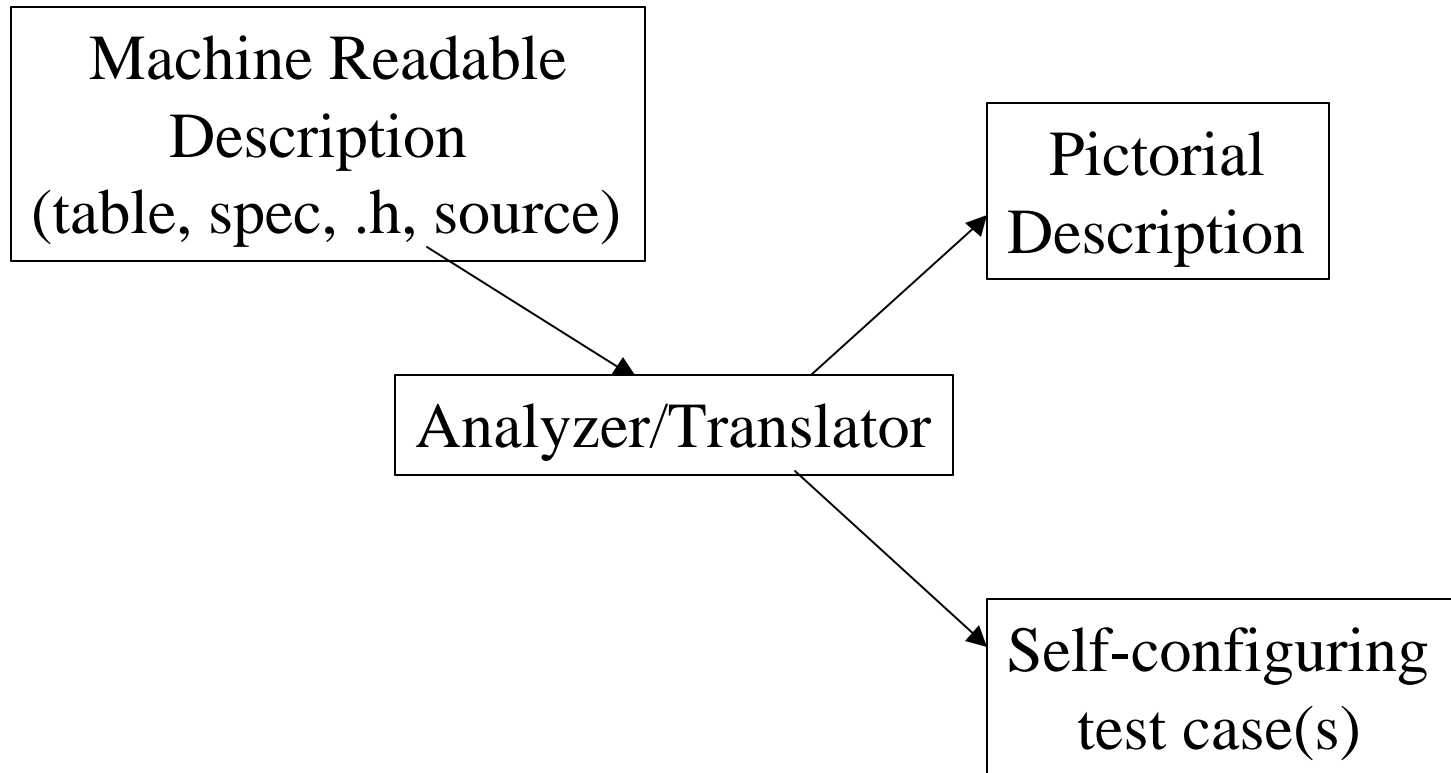 Machine Readable
Description
(table, spec, .h, source)
Pictorial
Description
Analyzer/Translator
Self-configuring
test case(s)